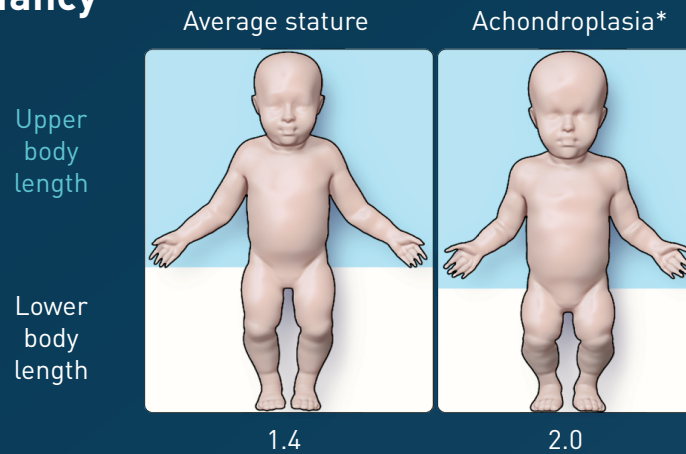 Average stature
Achondroplasia*
Upper
body
length
Lower
body
length
1.4
2.0